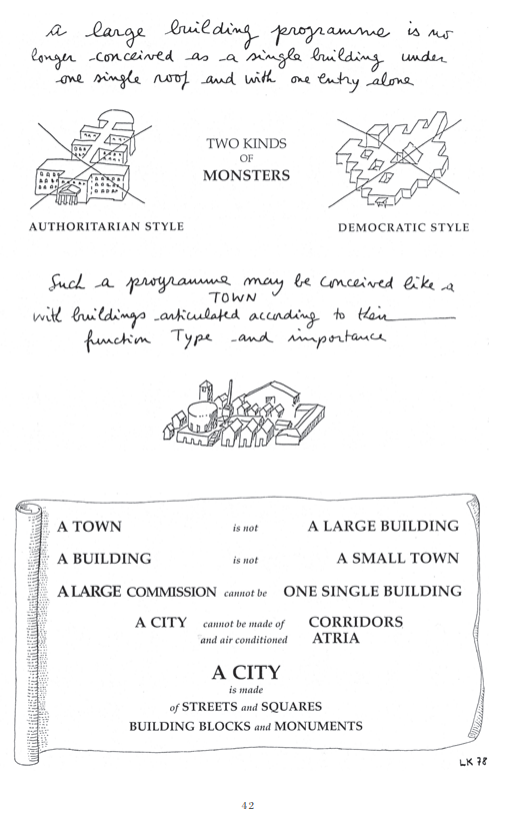 a large building programme is no
longer conceived as a single building under
one single roof and with one entry alone
TWO KINDS
OF
MONSTERS
AUTHORITARIAN STYLE
DEMOCRATIC STYLE
Such a programme may be conceived like a
TOWN
with buildings articulated according to their
function Type and importance
A TOWN is not A LARGE BUILDING
A BUILDING is not A SMALL TOWN
A LARGE COMMISSION cannot be ONE SINGLE BUILDING
A CITY cannot be made of CORRIDORS
and air conditioned ATRIA
A CITY
is made
of STREETS and SQUARES
BUILDING BLOCKS and MONUMENTS
LK 78
42